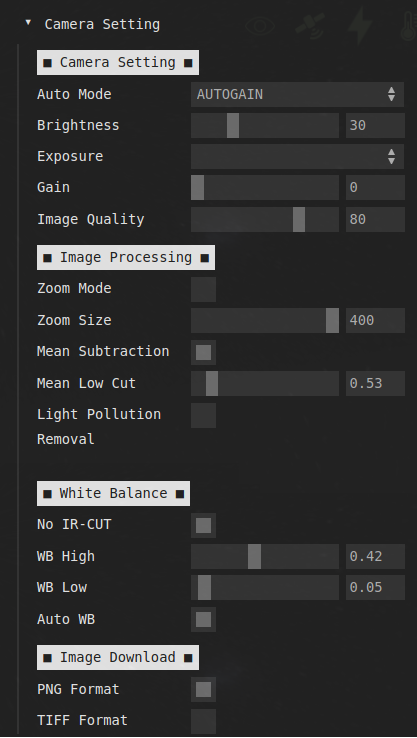 ▾ Camera Setting
■ Camera Setting ■
Auto Mode AUTOGAIN
Brightness 30
Exposure
Gain 0
Image Quality 80
■ Image Processing ■
Zoom Mode
Zoom Size 400
Mean Subtraction
Mean Low Cut 0.53
Light Pollution
Removal
■ White Balance ■
No IR-CUT
WB High 0.42
WB Low 0.05
Auto WB
■ Image Download ■
PNG Format
TIFF Format